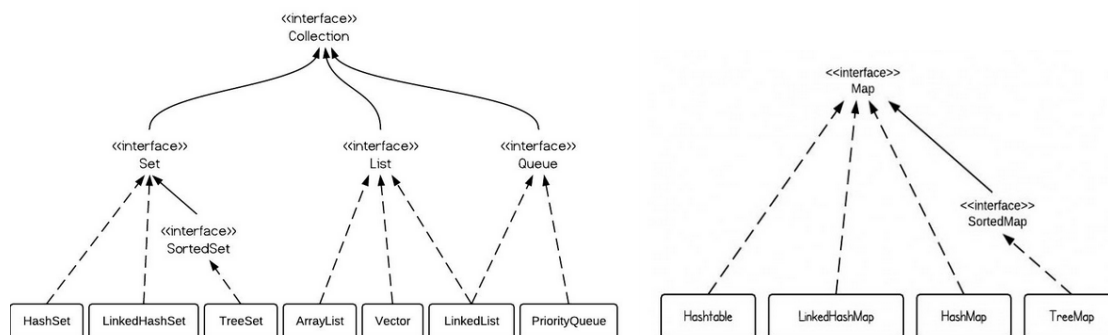 «interface»
Collection
«interface»
Set
«interface»
List
«interface»
Queue
«interface»
SortedSet
HashSet
LinkedHashSet
TreeSet
ArrayList
Vector
LinkedList
PriorityQueue
<<interface>>
Map
<<interface>>
SortedMap
Hashtable
LinkedHashMap
HashMap
TreeMap